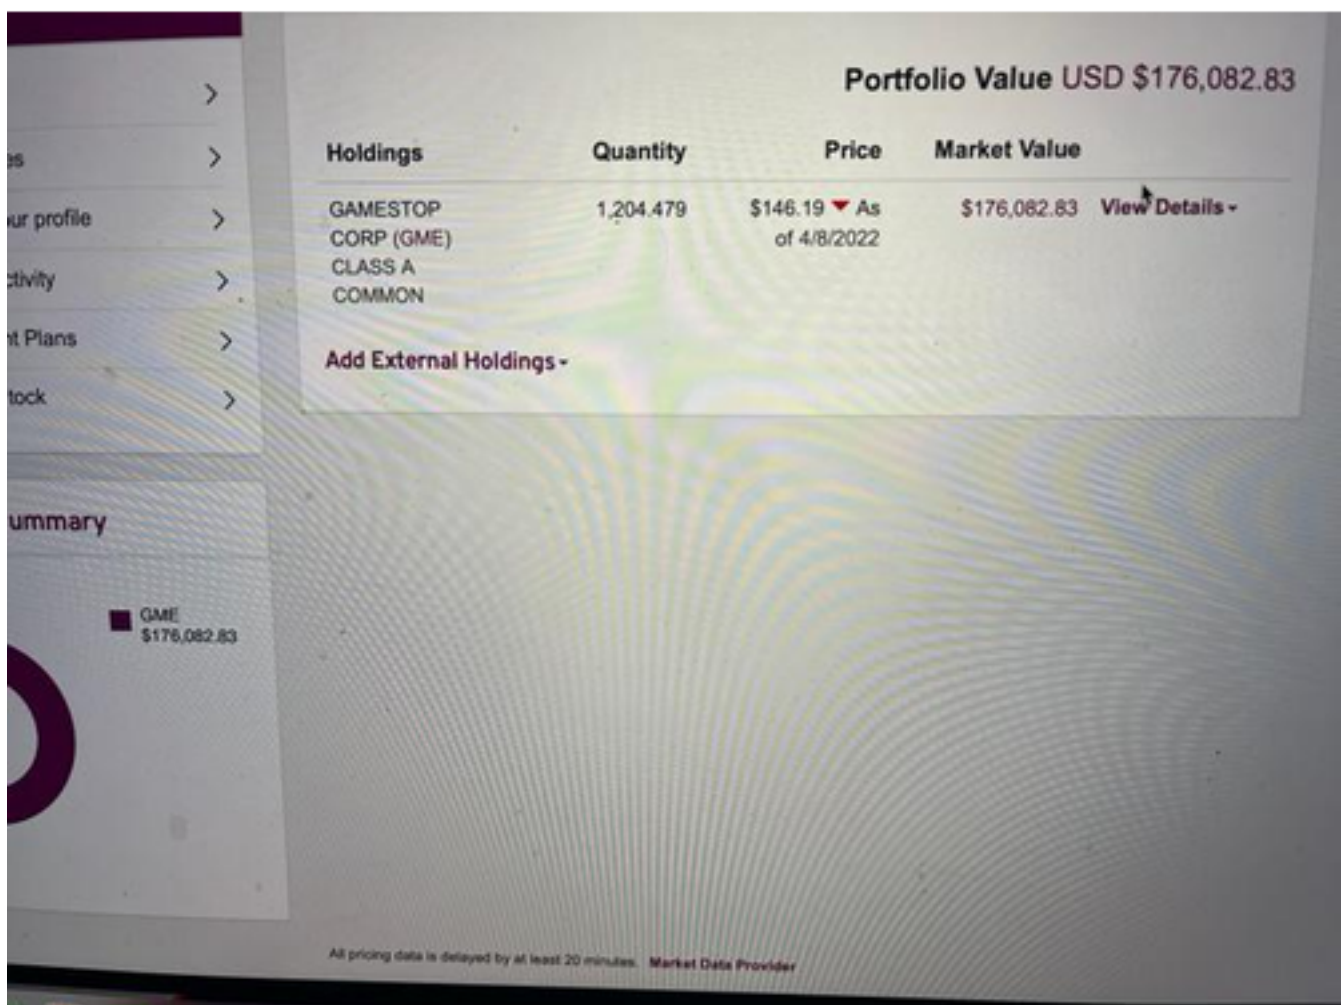 Portfolio Value USD $176,082.83
Holdings Quantity Price Market Value
GAMESTOP 1,204.479 $146.19 As $176,082.83 View Details
CORP (GME) of 4/8/2022
CLASS A
COMMON
Add External Holdings
es
ur profile
ctivity
nt Plans
tock
ummary
GME
$176,082.83
All pricing data is delayed by at least 20 minutes. Market Data Provider